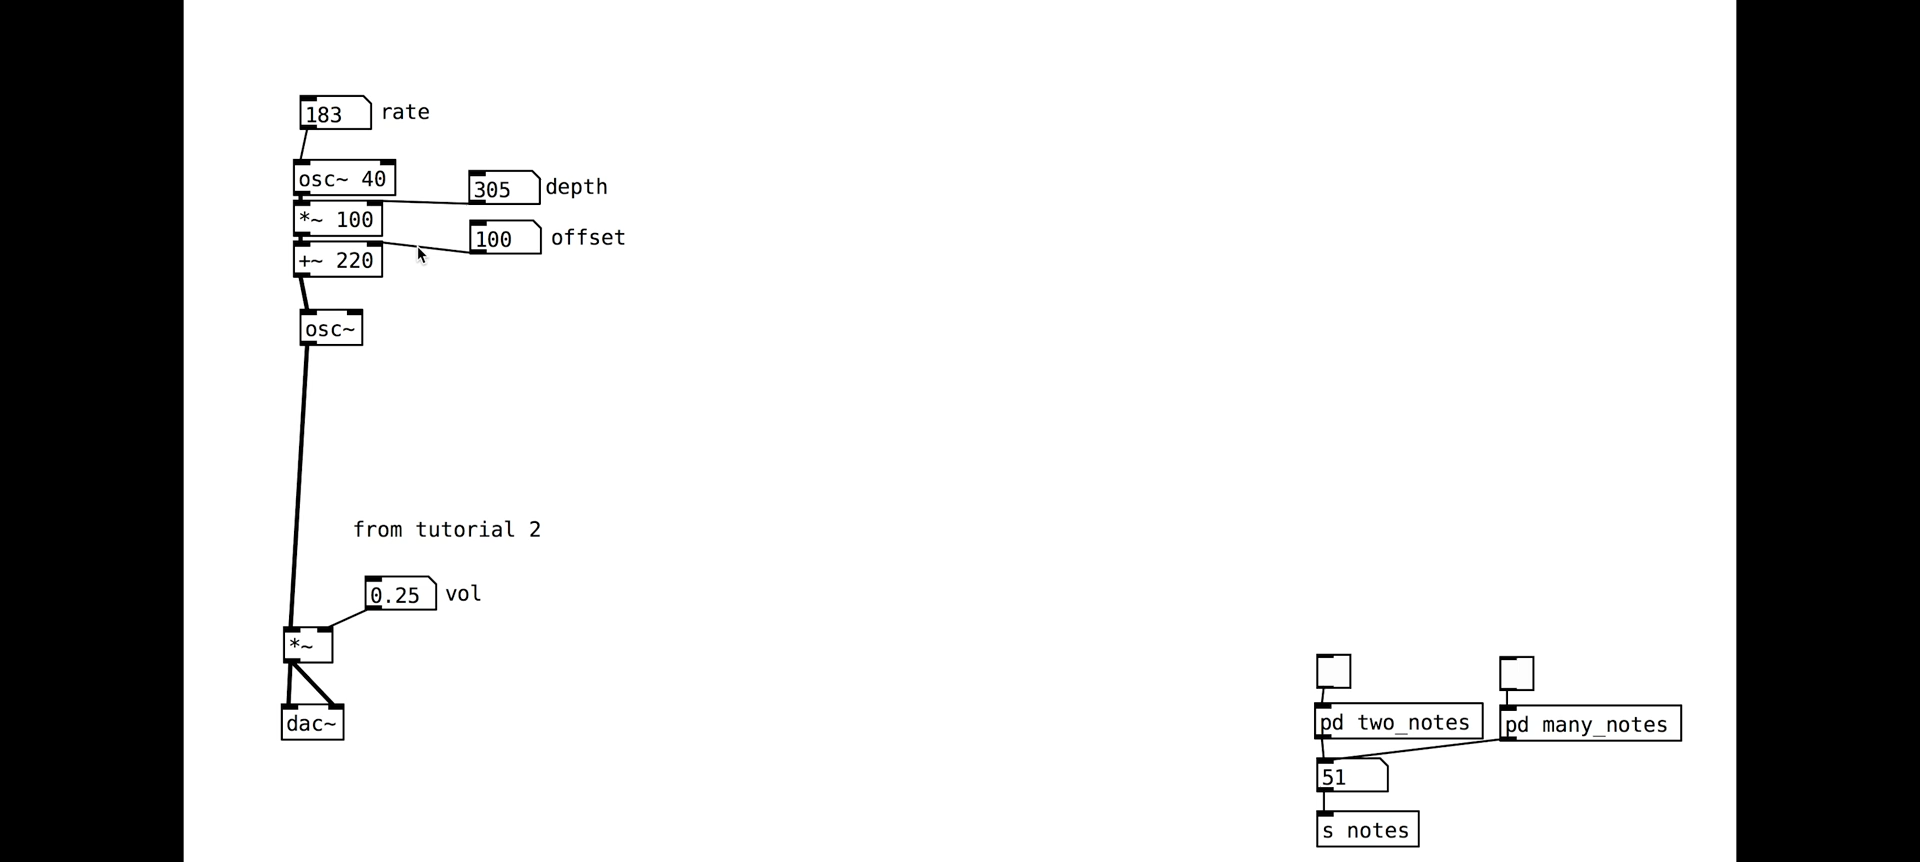 183 rate
osc~ 40
305 depth
*~ 100
100 offset
+~ 220
osc~
from tutorial 2
0.25 vol
*~
dac~
pd two_notes
pd many_notes
51
s notes